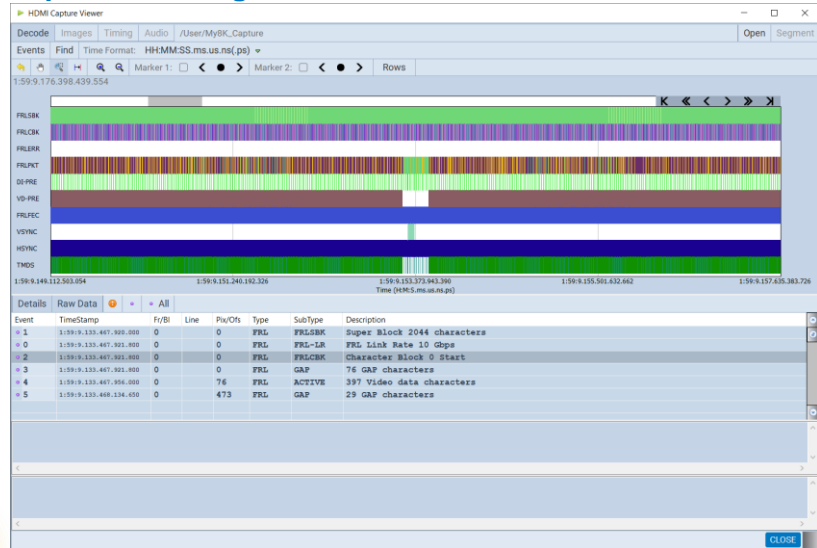 HDMI Capture Viewer
Decode Images Timing Audio /User/MyBK_Capture Open Segment
Events Find Time Format: HH:MM:SS.ms.us.ns(.ps)
Marker 1: Marker 2: Rows
1:59:9.176.398.439.554
FRLSBK
FRLCBK
FRLERR
FRLPKT
DI-PRE
VD-PRE
FRLFEC
VSYNC
HSYNC
TMDS
1:59:9.149.112.503.054 1:59:9.151.240.192.326 1:59:9.153.373.943.390 1:59:9.155.501.632.662 1:59:9.157.635.383.726
Time (H:M:S.ms.us.ns.ps)
Details Raw Data All
Event TimeStamp Fr/Bl Line Pix/Ofs Type SubType Description
1 1:59:9.133.467.920.000 0 0 FRL FRLSBK Super Block 2044 characters
0 1:59:9.133.467.921.800 0 0 FRL FRL-LR FRL Link Rate 10 Gbps
2 1:59:9.133.467.921.800 0 0 FRL FRLCBK Character Block 0 Start
3 1:59:9.133.467.921.800 0 0 FRL GAP 76 GAP characters
4 1:59:9.133.467.956.000 0 76 FRL ACTIVE 397 Video data characters
5 1:59:9.133.468.134.650 0 473 FRL GAP 29 GAP characters
CLOSE